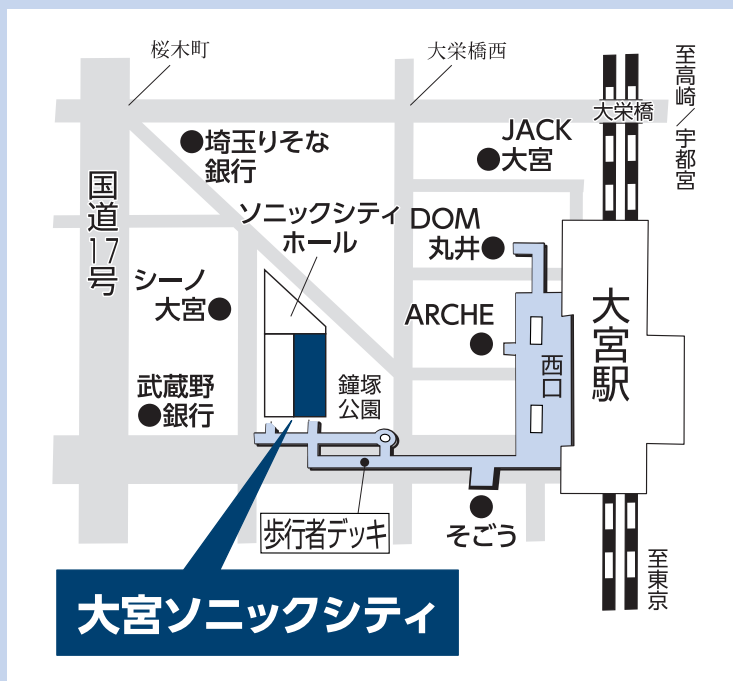 桜木町
大栄橋西
至高崎／宇都宮
大栄橋
JACK
大宮
埼玉りそな
銀行
国道17号
ソニックシティ
ホール
DOM
丸井
シーノ
大宮
ARCHE
大宮駅
西口
武蔵野
銀行
鐘塚
公園
歩行者デッキ
そごう
至東京
大宮ソニックシティ